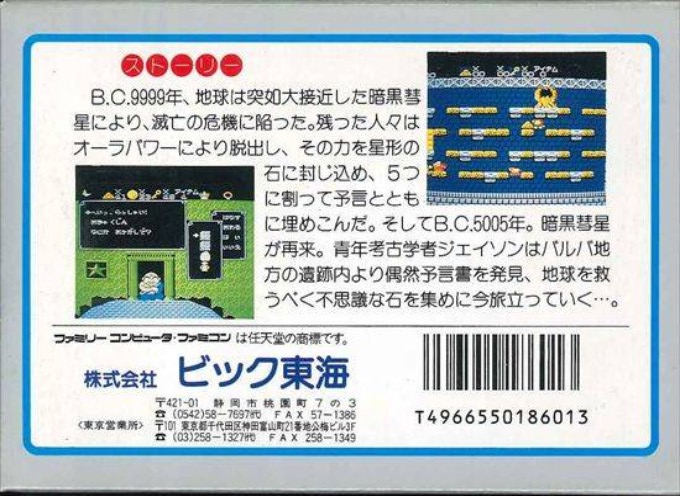 ストーリー
B.C.9999年、地球は突如大接近した暗黒彗
星により、滅亡の危機に陥った。残った人々は
オーラパワーにより脱出し、その力を星形の
石に封じ込め、5つ
に割って予言ととも
に埋めこんだ。そしてB.C.5005年。暗黒彗星
が再来。青年考古学者ジェイソンはバルバ地
方の遺跡内より偶然予言書を発見、地球を救
うべく不思議な石を集めに今旅立っていく…。
アイテム
アイテム
はなす
いいえ
ファミリーコンピュータ・ファミコンは任天堂の商標です。
株式会社 ビック東海
〒421-01 静岡市桃園町7の3
☎(0542)58-7697㈹ FAX 57-1386
〈東京営業所〉 〒101 東京都千代田区神田富山町21番地公梅ビル3F
☎(03)258-1327㈹ FAX 258-1349
T4966550186013